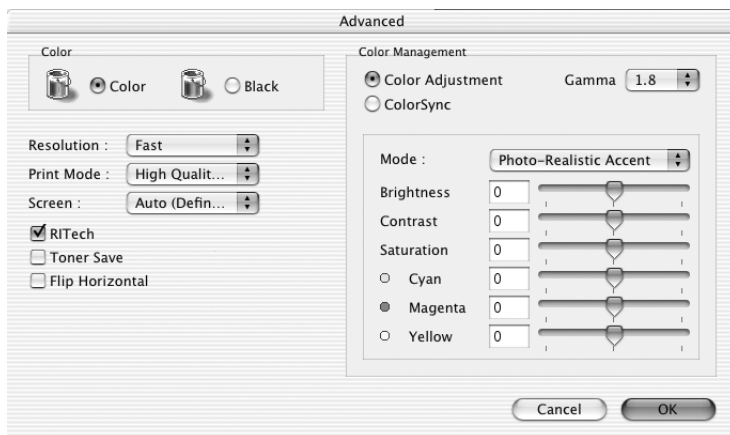 Advanced
Color
Color
Black
Resolution : Fast
Print Mode : High Qualit...
Screen : Auto (Defin...
RITech
Toner Save
Flip Horizontal
Color Management
Color Adjustment
Gamma 1.8
ColorSync
Mode : Photo-Realistic Accent
Brightness 0
Contrast 0
Saturation 0
Cyan 0
Magenta 0
Yellow 0
Cancel
OK